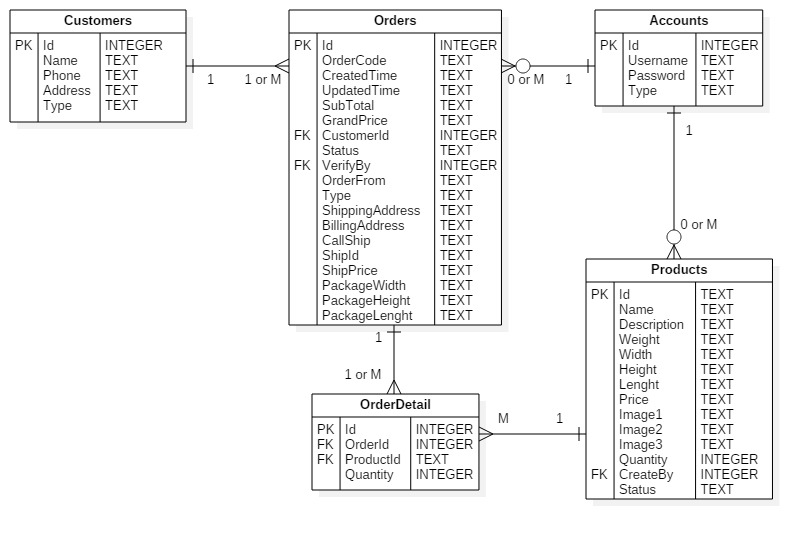 Customers
PK Id INTEGER
Name TEXT
Phone TEXT
Address TEXT
Type TEXT
1 1 or M
Orders
PK Id INTEGER
OrderCode TEXT
CreatedTime TEXT
UpdatedTime TEXT
SubTotal TEXT
GrandPrice TEXT
FK CustomerId INTEGER
Status TEXT
FK VerifyBy INTEGER
OrderFrom TEXT
Type TEXT
ShippingAddress TEXT
BillingAddress TEXT
CallShip TEXT
ShipId TEXT
ShipPrice TEXT
PackageWidth TEXT
PackageHeight TEXT
PackageLenght TEXT
0 or M 1
Accounts
PK Id INTEGER
Username TEXT
Password TEXT
Type TEXT
1
0 or M
Products
PK Id TEXT
Name TEXT
Description TEXT
Weight TEXT
Width TEXT
Height TEXT
Lenght TEXT
Price TEXT
Image1 TEXT
Image2 TEXT
Image3 TEXT
Quantity INTEGER
FK CreateBy INTEGER
Status TEXT
1
1 or M
OrderDetail
PK Id INTEGER
FK OrderId INTEGER
FK ProductId TEXT
Quantity INTEGER
M 1